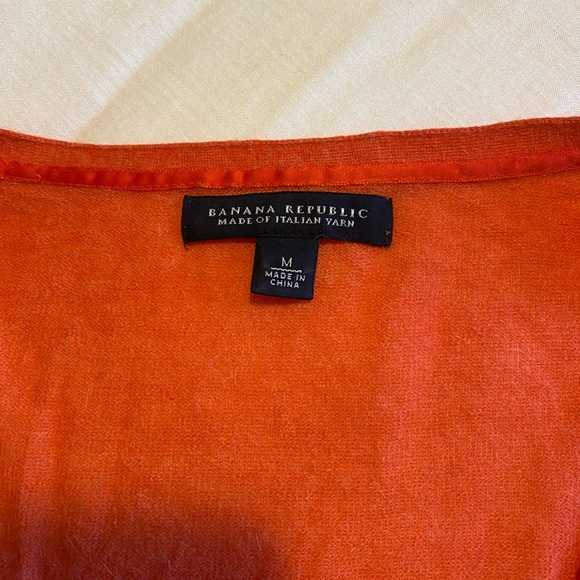 BANANA REPUBLIC
MADE OF ITALIAN YARN
M
MADE IN
CHINA